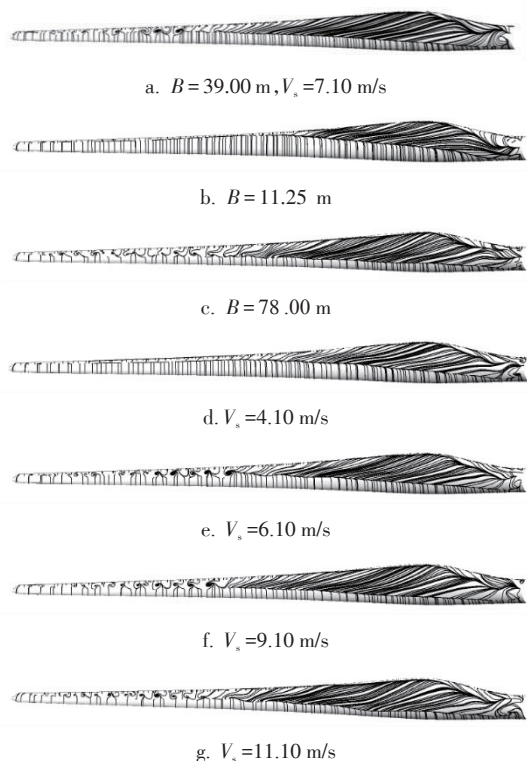 a. B = 39.00 m , Vs =7.10 m/s
b. B = 11.25 m
c. B = 78 .00 m
d. Vs =4.10 m/s
e. Vs =6.10 m/s
f. Vs =9.10 m/s
g. Vs =11.10 m/s